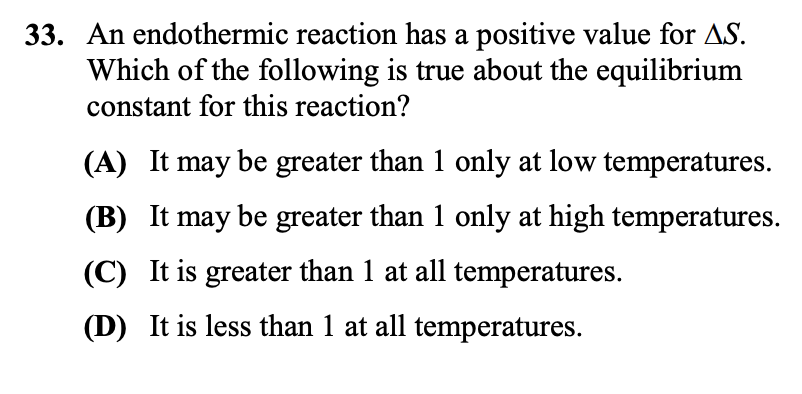 33. An endothermic reaction has a positive value for ΔS.
Which of the following is true about the equilibrium
constant for this reaction?
(A) It may be greater than 1 only at low temperatures.
(B) It may be greater than 1 only at high temperatures.
(C) It is greater than 1 at all temperatures.
(D) It is less than 1 at all temperatures.